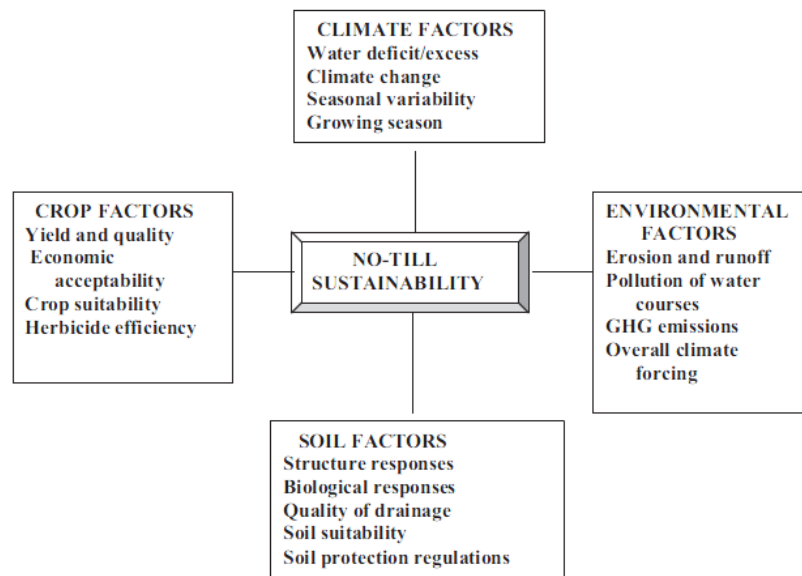 CLIMATE FACTORS
Water deficit/excess
Climate change
Seasonal variability
Growing season
CROP FACTORS
Yield and quality
Economic
acceptability
Crop suitability
Herbicide efficiency
NO-TILL
SUSTAINABILITY
ENVIRONMENTAL
FACTORS
Erosion and runoff
Pollution of water
courses
GHG emissions
Overall climate
forcing
SOIL FACTORS
Structure responses
Biological responses
Quality of drainage
Soil suitability
Soil protection regulations